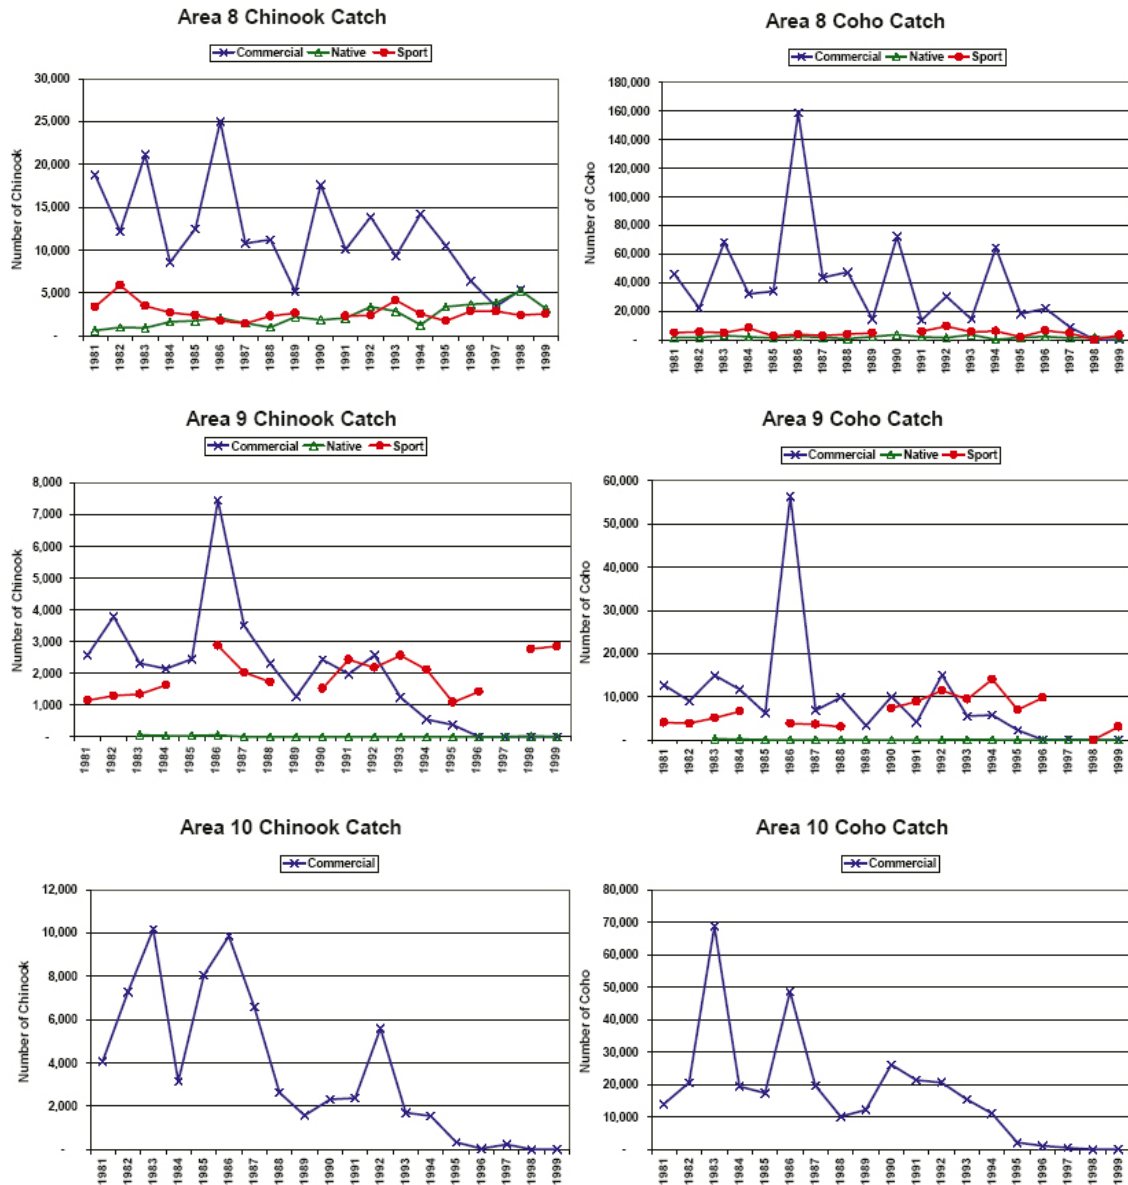 Area 8 Chinook Catch
Commercial Native Sport
Number of Chinook
30,000
25,000
20,000
15,000
10,000
5,000
-
1981 1982 1983 1984 1985 1986 1987 1988 1989 1990 1991 1992 1993 1994 1995 1996 1997 1998 1999
Area 8 Coho Catch
Commercial Native Sport
Number of Coho
180,000
160,000
140,000
120,000
100,000
80,000
60,000
40,000
20,000
-
1981 1982 1983 1984 1985 1986 1987 1988 1989 1990 1991 1992 1993 1994 1995 1996 1997 1998 1999
Area 9 Chinook Catch
Commercial Native Sport
Number of Chinook
8,000
7,000
6,000
5,000
4,000
3,000
2,000
1,000
-
1981 1982 1983 1984 1985 1986 1987 1988 1989 1990 1991 1992 1993 1994 1995 1996 1997 1998 1999
Area 9 Coho Catch
Commercial Native Sport
Number of Coho
60,000
50,000
40,000
30,000
20,000
10,000
-
1981 1982 1983 1984 1985 1986 1987 1988 1989 1990 1991 1992 1993 1994 1995 1996 1997 1998 1999
Area 10 Chinook Catch
Commercial
Number of Chinook
12,000
10,000
8,000
6,000
4,000
2,000
-
1981 1982 1983 1984 1985 1986 1987 1988 1989 1990 1991 1992 1993 1994 1995 1996 1997 1998 1999
Area 10 Coho Catch
Commercial
Number of Coho
80,000
70,000
60,000
50,000
40,000
30,000
20,000
10,000
-
1981 1982 1983 1984 1985 1986 1987 1988 1989 1990 1991 1992 1993 1994 1995 1996 1997 1998 1999